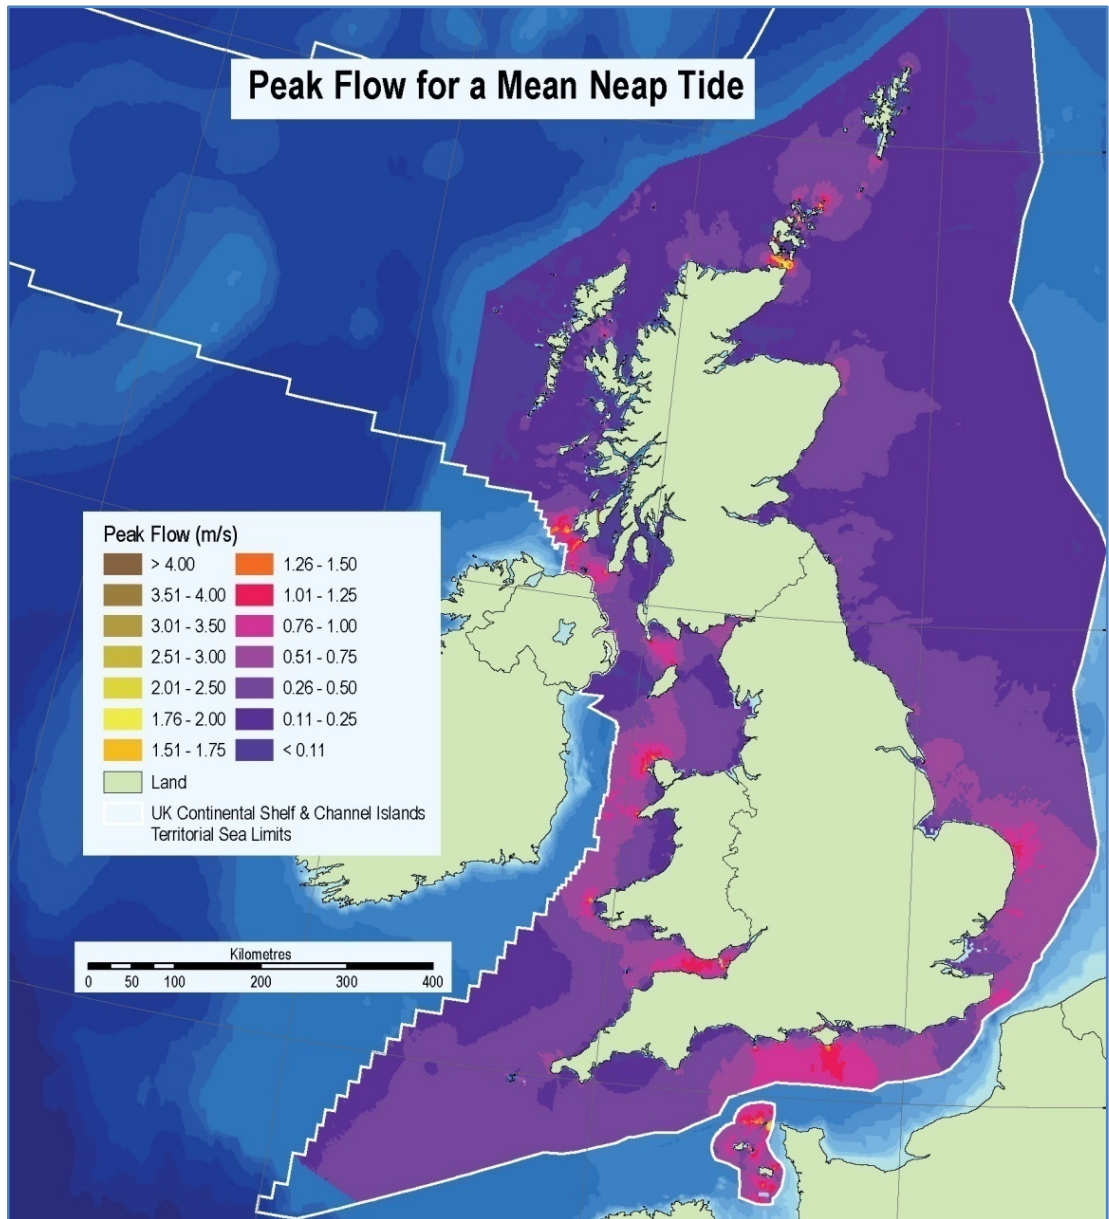 Peak Flow for a Mean Neap Tide
Peak Flow (m/s)
> 4.00
3.51 - 4.00
3.01 - 3.50
2.51 - 3.00
2.01 - 2.50
1.76 - 2.00
1.51 - 1.75
1.26 - 1.50
1.01 - 1.25
0.76 - 1.00
0.51 - 0.75
0.26 - 0.50
0.11 - 0.25
< 0.11
Land
UK Continental Shelf & Channel Islands
Territorial Sea Limits
Kilometres
0 50 100 200 300 400